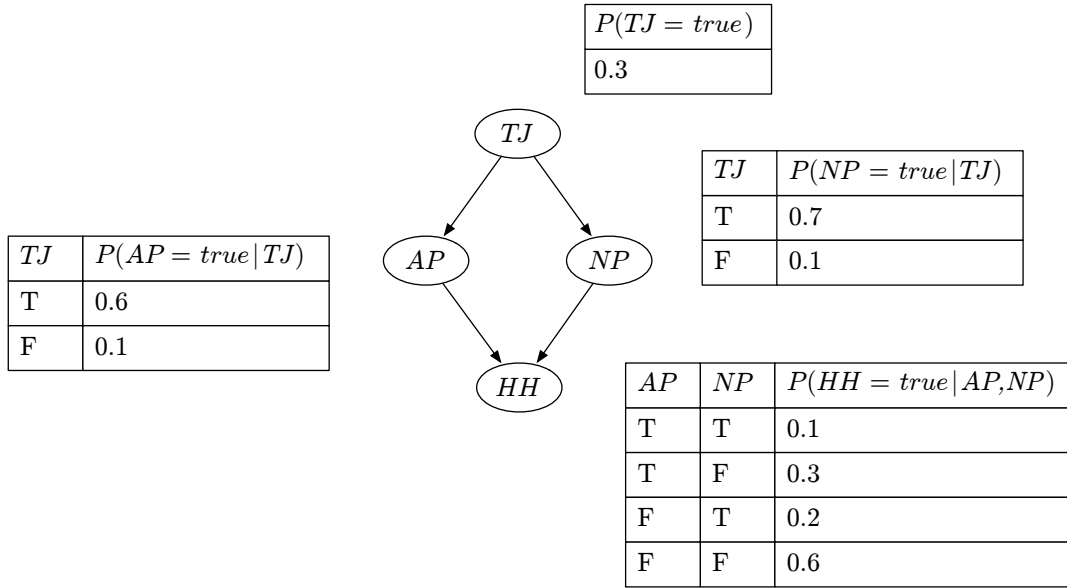 P(TJ = true)
0.3
TJ
TJ P(NP = true|TJ)
T 0.7
F 0.1
TJ P(AP = true|TJ)
T 0.6
F 0.1
AP
NP
HH
AP NP P(HH = true|AP,NP)
T T 0.1
T F 0.3
F T 0.2
F F 0.6